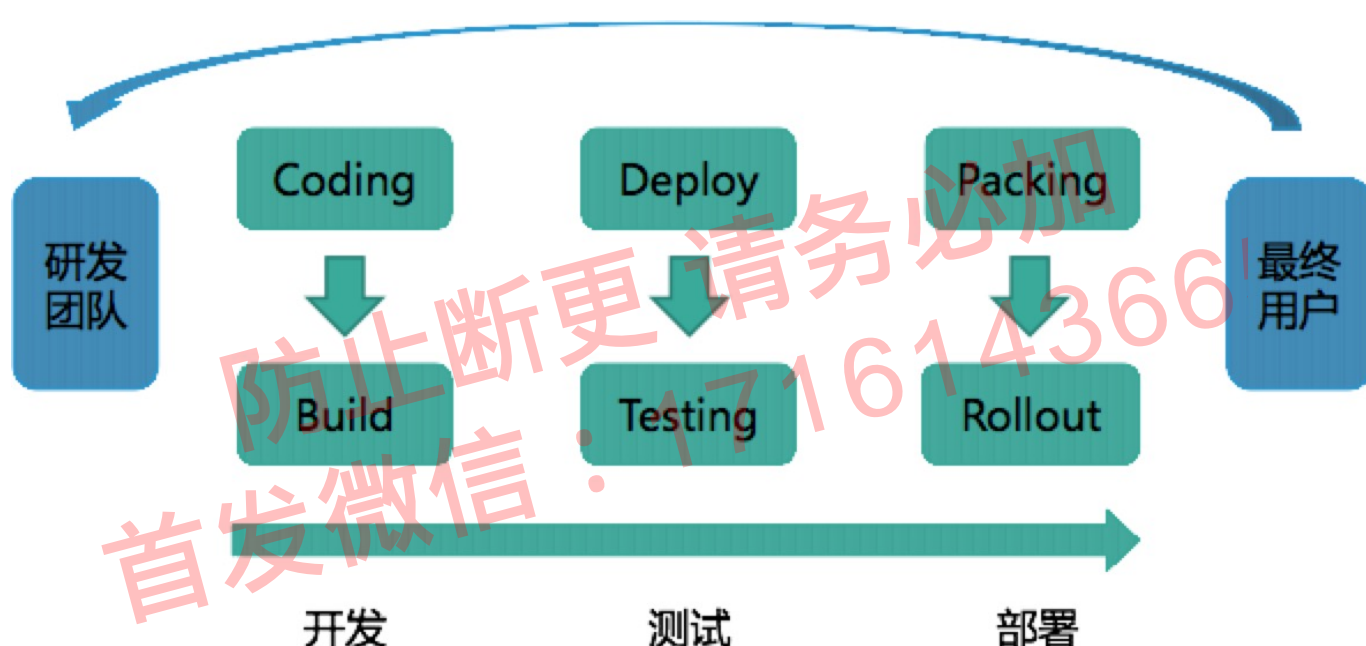 Coding
Deploy
Packing
研发
团队
最终
用户
Build
Testing
Rollout
开发
测试
部署
防止断更 请务必加
首发微信：171614366